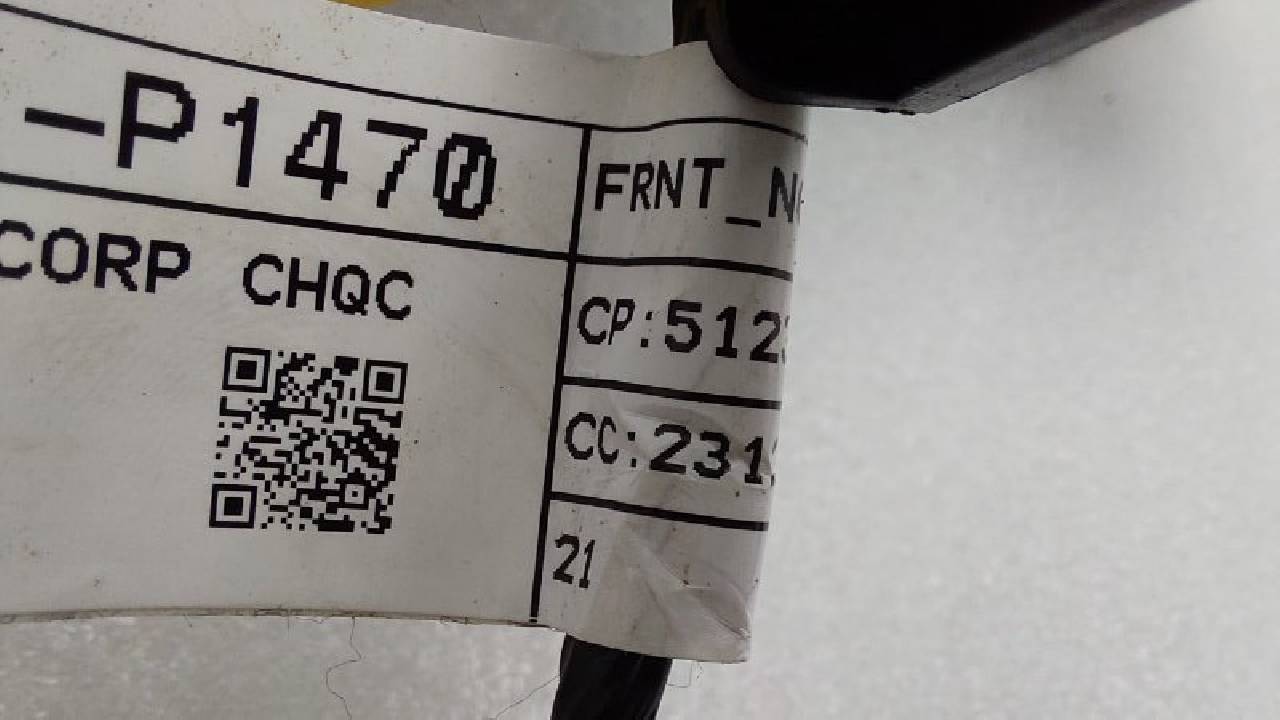 -P1470
FRNT_N
CORP CHQC
CP:512
CC:231
21